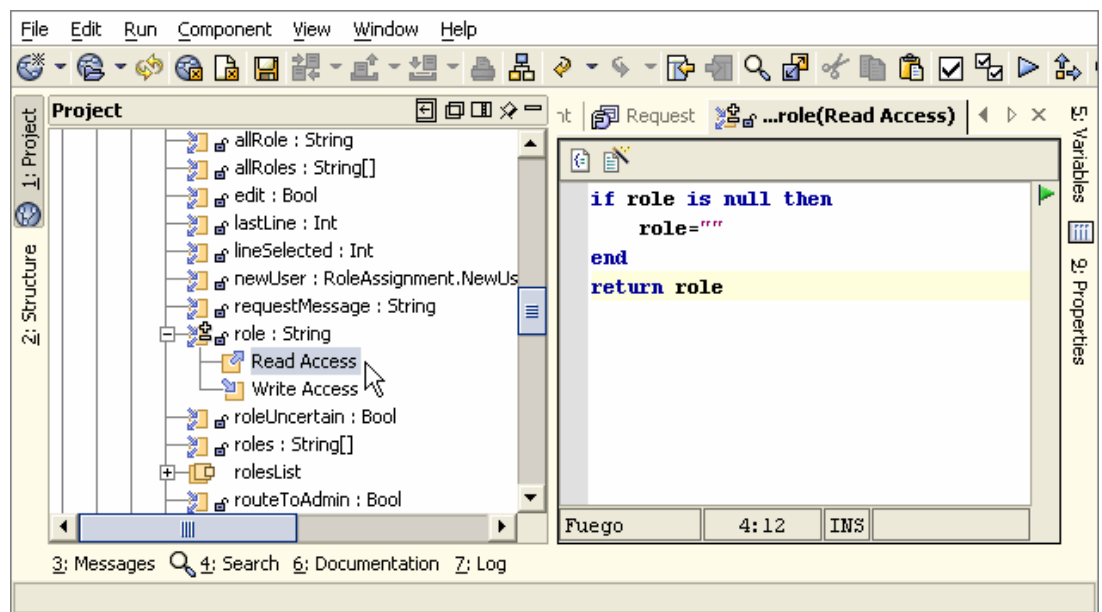 File Edit Run Component View Window Help
1: Project
2: Structure
Project
allRole : String
allRoles : String[]
edit : Bool
lastLine : Int
lineSelected : Int
newUser : RoleAssignment.NewUs
requestMessage : String
role : String
Read Access
Write Access
roleUncertain : Bool
roles : String[]
rolesList
routeToAdmin : Bool
nt Request ...role(Read Access)
if role is null then
role=""
end
return role
Fuego 4:12 INS
5: Variables
9: Properties
3: Messages 4: Search 6: Documentation 7: Log